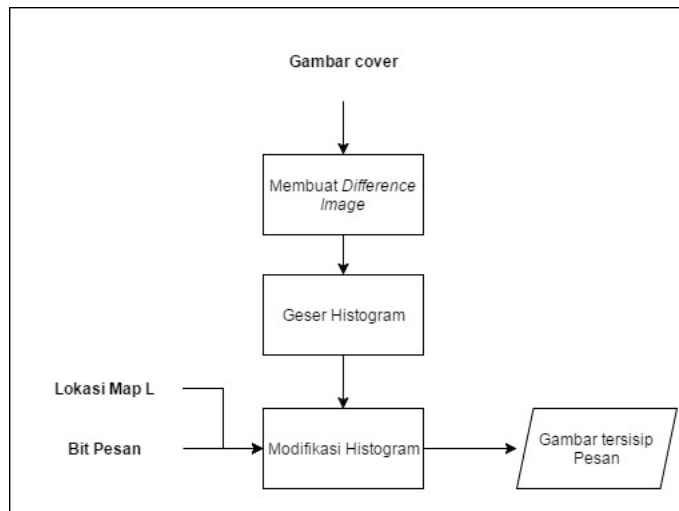 Gambar cover
Membuat Difference
Image
Geser Histogram
Lokasi Map L
Bit Pesan
Modifikasi Histogram
Gambar tersisip
Pesan